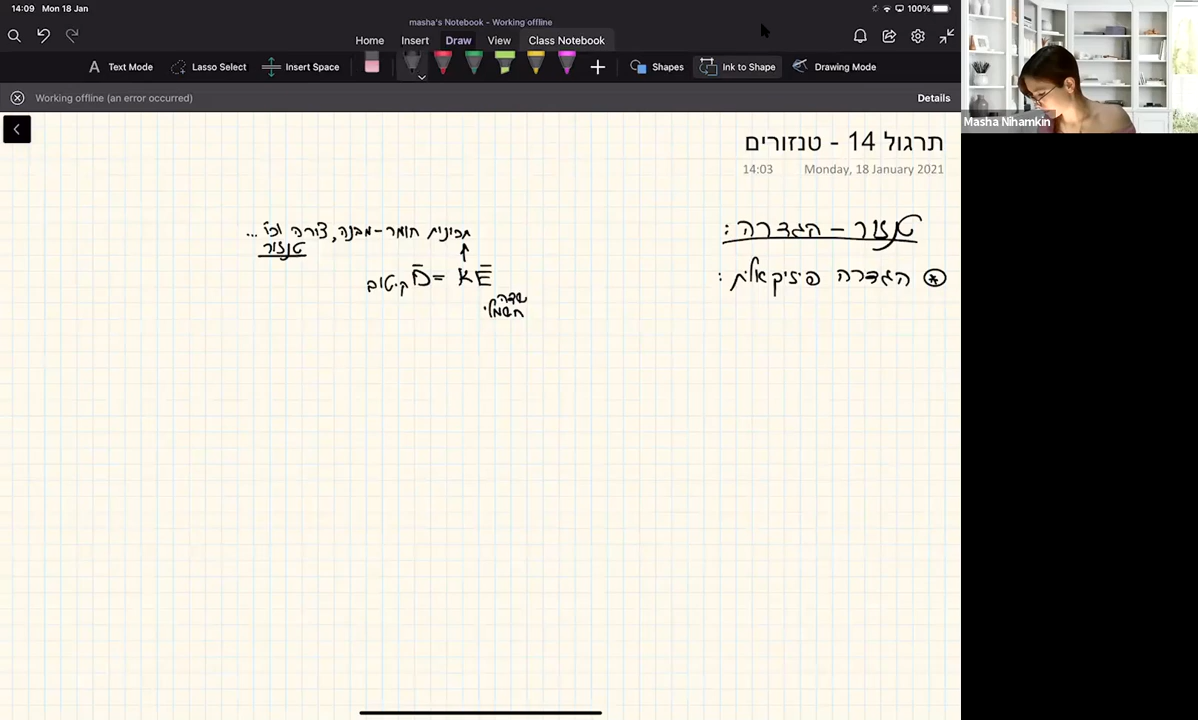 14:09 Mon 18 Jan
100%
masha's Notebook - Working offline
Home Insert Draw View Class Notebook
Text Mode Lasso Select Insert Space Shapes Ink to Shape Drawing Mode
Working offline (an error occurred) Details
Masha Nihamkin
תרגול 14 - טנזורים
14:03 Monday, 18 January 2021
טנזור - הגדרה :
הגדרה פיזיקאלית :
תכונות חומר - מבנה, צורה וכו' ...
טנזור
קיטוב D̄ = K Ē
שדה
חשמלי